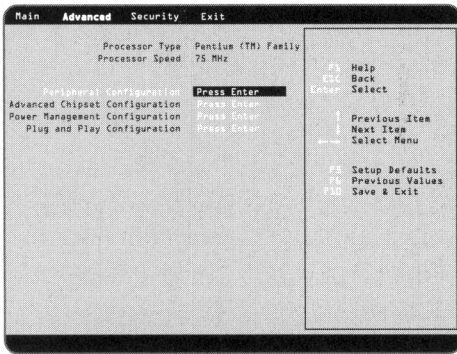 Main Advanced Security Exit
Processor Type Pentium (TM) Family
Processor Speed 75 MHz
Peripheral Configuration Press Enter
Advanced Chipset Configuration Press Enter
Power Management Configuration Press Enter
Plug and Play Configuration Press Enter
F1 Help
ESC Back
Enter Select
↑ Previous Item
↓ Next Item
←→ Select Menu
F5 Setup Defaults
F6 Previous Values
F10 Save & Exit